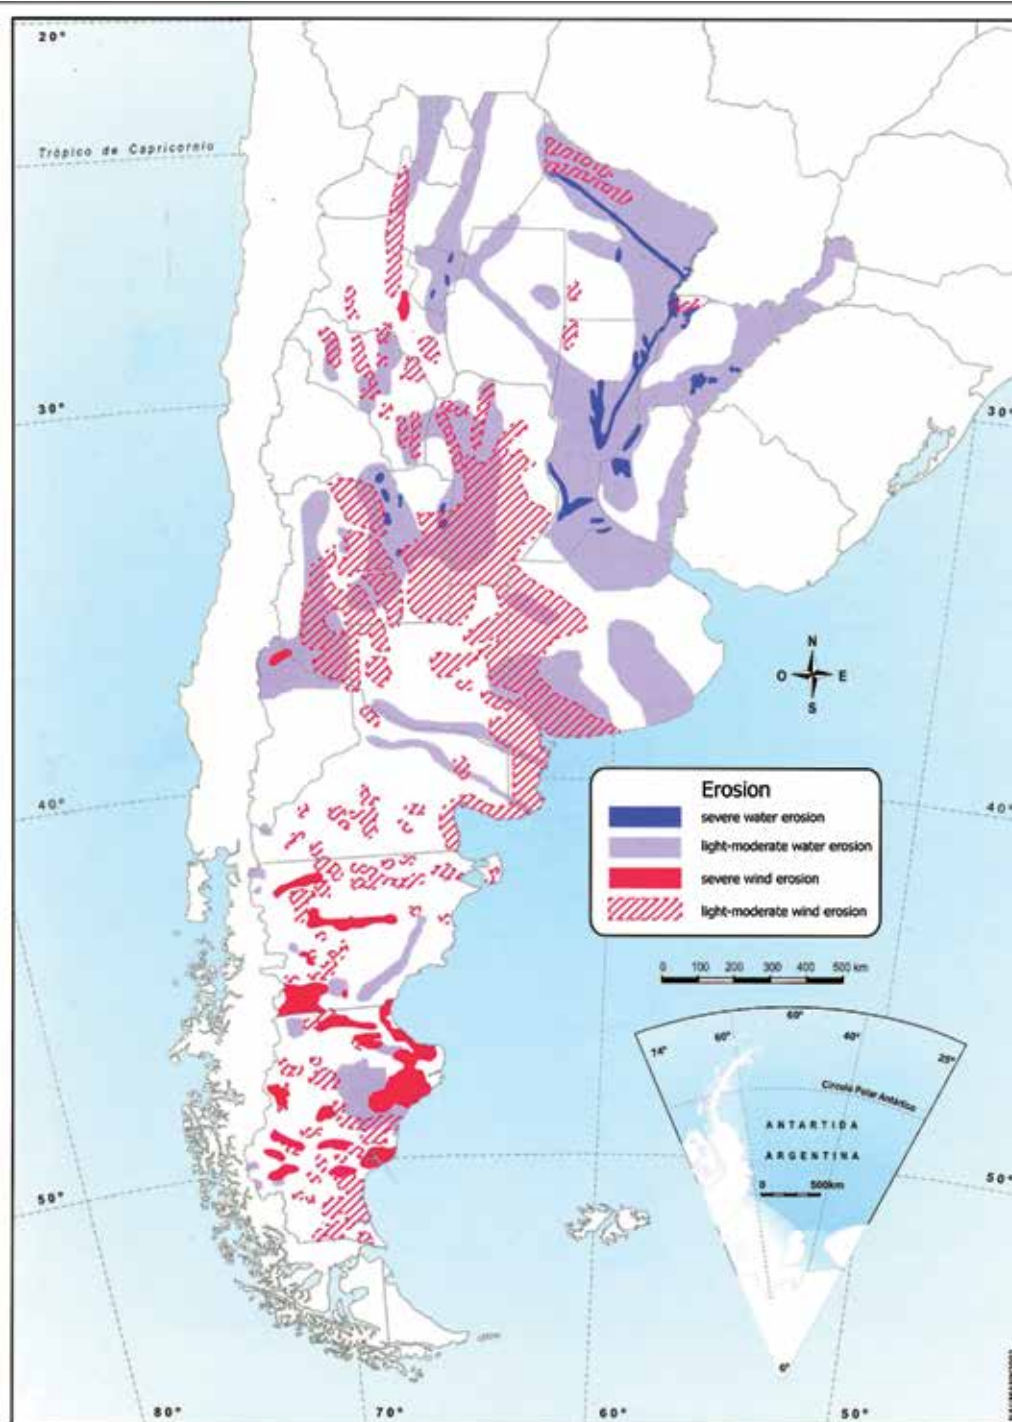 20°
Trópico de Capricornio
30°
30°
N
O
E
S
Erosion
severe water erosion
light-moderate water erosion
severe wind erosion
light-moderate wind erosion
40°
40°
0 100 200 300 400 500 km
74°
60°
60°
40°
25°
Círculo Polar Antártico
ANTARTIDA
ARGENTINA
0 500km
50°
50°
0°
80°
70°
60°
50°